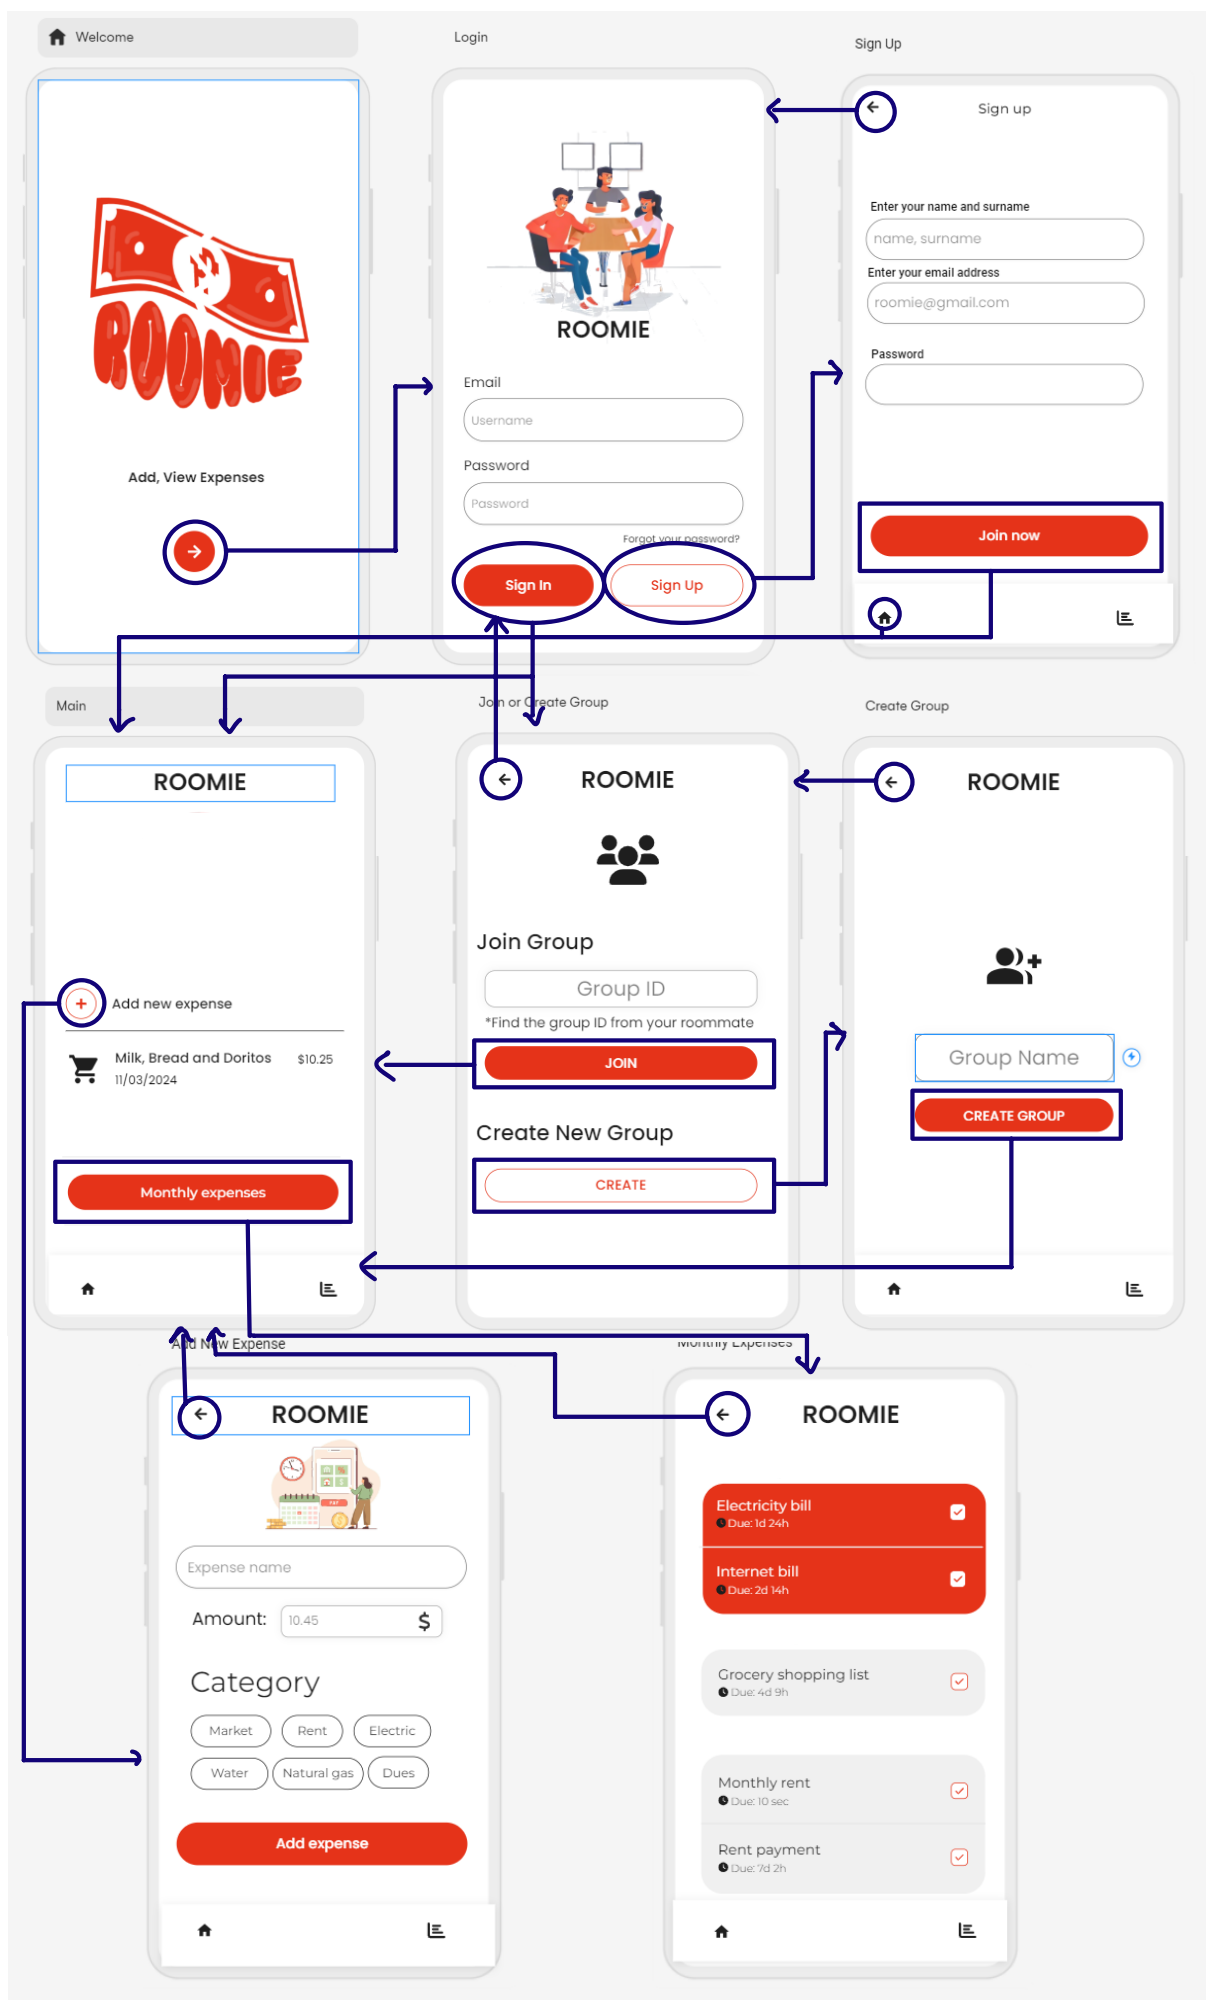 Welcome
Login
Sign Up
ROOMIE
Add, View Expenses
ROOMIE
Email
Username
Password
Password
Forgot your password?
Sign In
Sign Up
Sign up
Enter your name and surname
name, surname
Enter your email address
roomie@gmail.com
Password
Join now
Main
Join or Create Group
Create Group
ROOMIE
Add new expense
Milk, Bread and Doritos $10.25
11/03/2024
Monthly expenses
ROOMIE
Join Group
Group ID
*Find the group ID from your roommate
JOIN
Create New Group
CREATE
ROOMIE
Group Name
CREATE GROUP
Add New Expense
Monthly Expenses
ROOMIE
PAY
Expense name
Amount: 10.45 $
Category
Market Rent Electric
Water Natural gas Dues
Add expense
ROOMIE
Electricity bill
Due: 1d 24h
Internet bill
Due: 2d 14h
Grocery shopping list
Due: 4d 9h
Monthly rent
Due: 10 sec
Rent payment
Due: 7d 2h